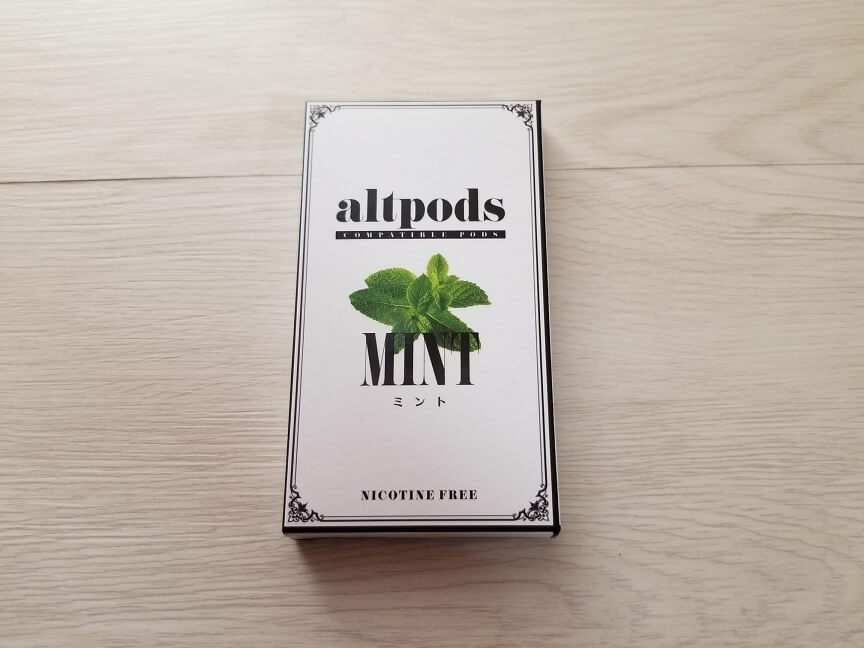 altpods
COMPATIBLE PODS
MINT
ミント
NICOTINE FREE